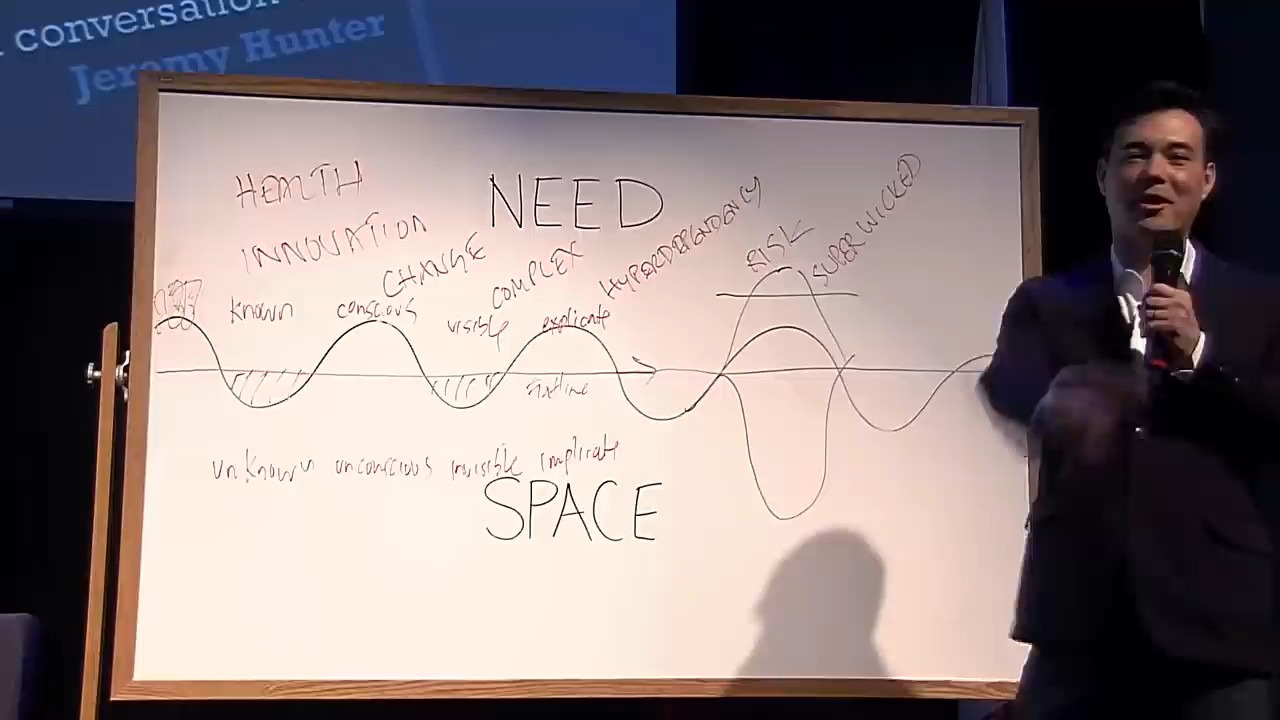 conversation
Jeremy Hunter
HEALTH
NEED
INNOVATION
CHANGE
COMPLEX
HYPERDEPENDENCY
RISK
SUPER WICKED
known conscious visible explicate
unknown unconscious invisible implicate
SPACE